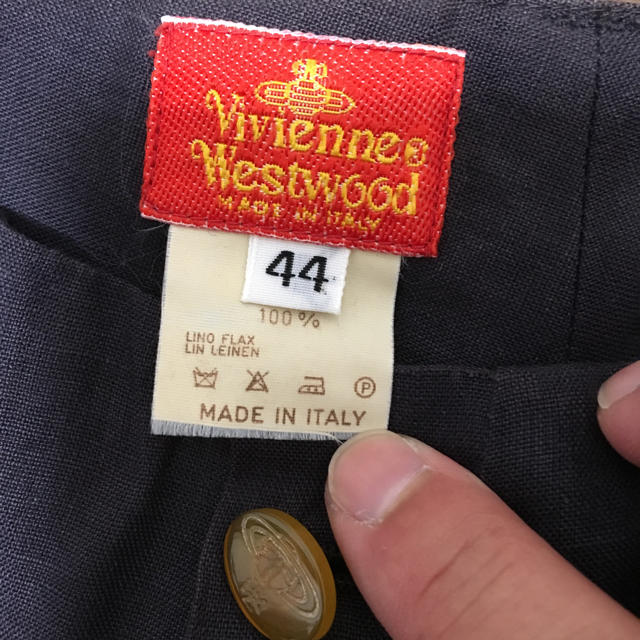 Vivienne®
Westwood
MADE IN ITALY
44
100%
LINO FLAX
LIN LEINEN
P
MADE IN ITALY